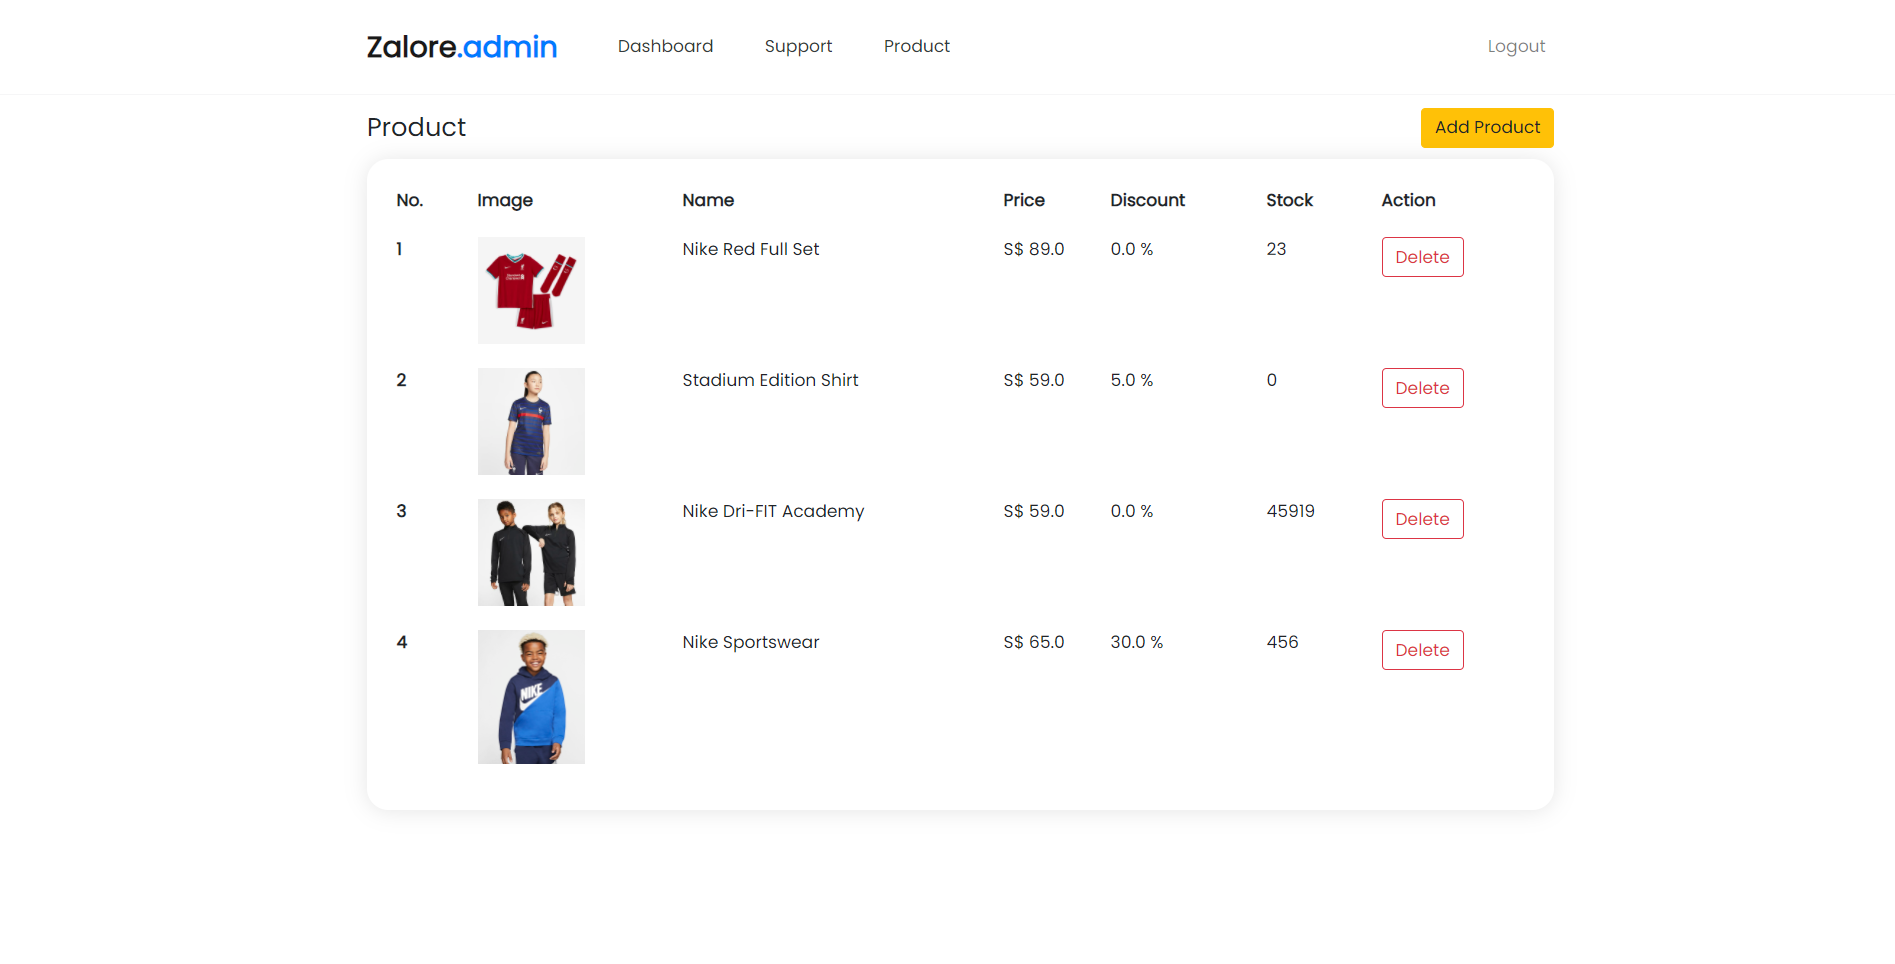 Zalore.admin Dashboard Support Product Logout
Product Add Product
No. Image Name Price Discount Stock Action
1 Nike Red Full Set S$ 89.0 0.0 % 23 Delete
2 Stadium Edition Shirt S$ 59.0 5.0 % 0 Delete
3 Nike Dri-FIT Academy S$ 59.0 0.0 % 45919 Delete
4 Nike Sportswear S$ 65.0 30.0 % 456 Delete
NIKE